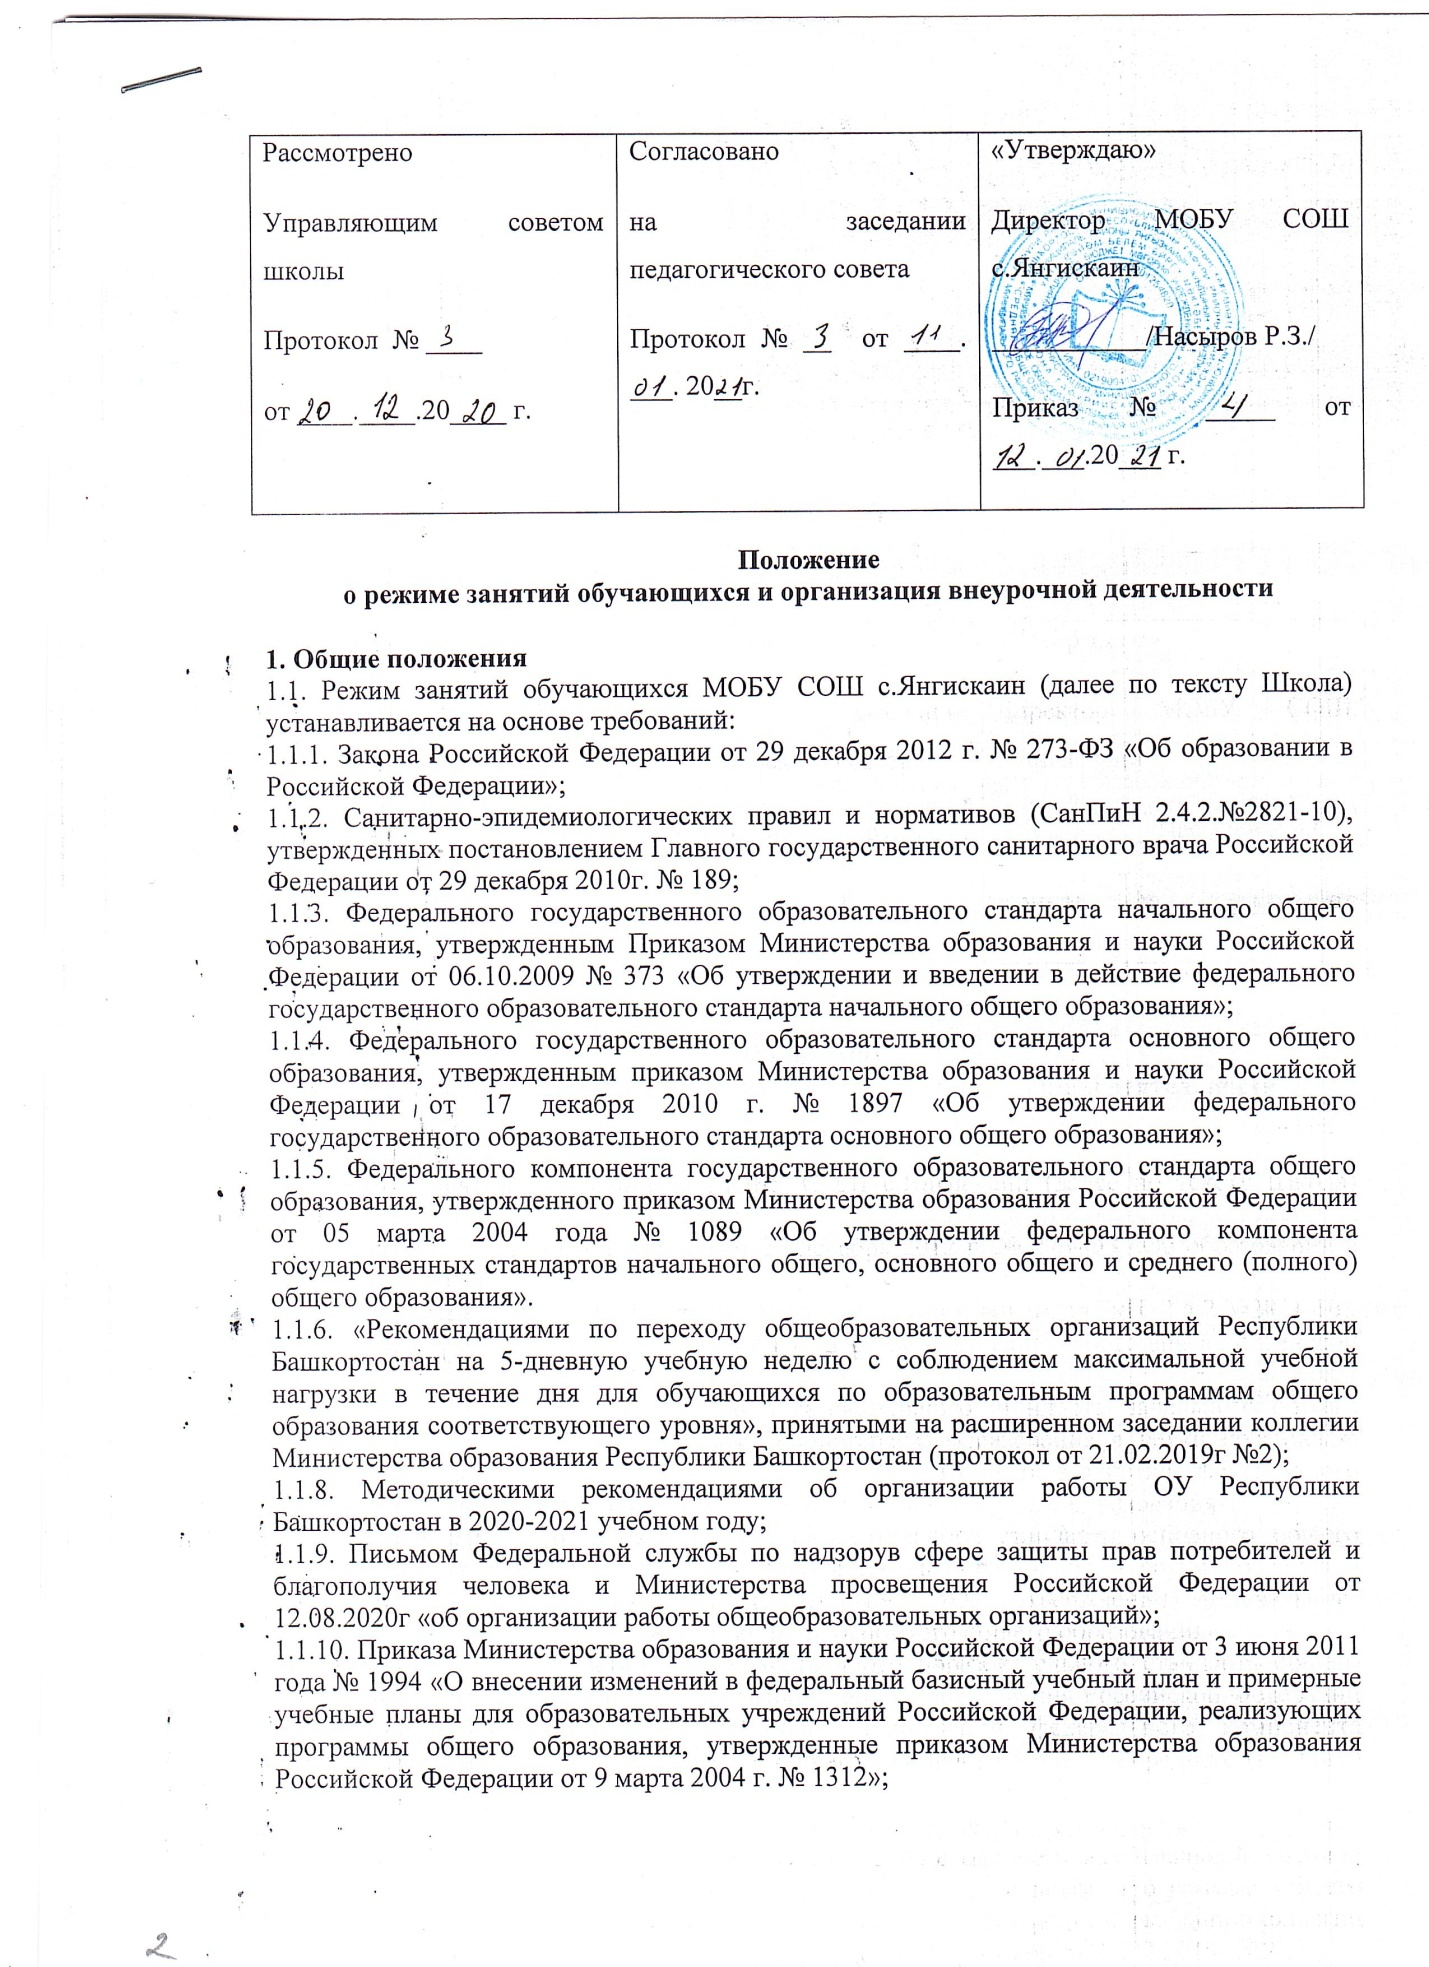 Рассмотрено
Управляющим советом
школы
Протокол № 3
от 20.12.2020 г.
Согласовано
на заседании
педагогического совета
Протокол № 3 от 11.
01. 2021г.
«Утверждаю»
Директор МОБУ СОШ
с.Янгискаин
/Насыров Р.З./
Приказ № 4 от
12.01.2021 г.
Положение
о режиме занятий обучающихся и организация внеурочной деятельности
1. Общие положения
1.1. Режим занятий обучающихся МОБУ СОШ с.Янгискаин (далее по тексту Школа)
устанавливается на основе требований:
1.1.1. Закона Российской Федерации от 29 декабря 2012 г. № 273-ФЗ «Об образовании в
Российской Федерации»;
1.1.2. Санитарно-эпидемиологических правил и нормативов (СанПиН 2.4.2.№2821-10),
утвержденных постановлением Главного государственного санитарного врача Российской
Федерации от 29 декабря 2010г. № 189;
1.1.3. Федерального государственного образовательного стандарта начального общего
образования, утвержденным Приказом Министерства образования и науки Российской
Федерации от 06.10.2009 № 373 «Об утверждении и введении в действие федерального
государственного образовательного стандарта начального общего образования»;
1.1.4. Федерального государственного образовательного стандарта основного общего
образования, утвержденным приказом Министерства образования и науки Российской
Федерации от 17 декабря 2010 г. № 1897 «Об утверждении федерального
государственного образовательного стандарта основного общего образования»;
1.1.5. Федерального компонента государственного образовательного стандарта общего
образования, утвержденного приказом Министерства образования Российской Федерации
от 05 марта 2004 года № 1089 «Об утверждении федерального компонента
государственных стандартов начального общего, основного общего и среднего (полного)
общего образования».
1.1.6. «Рекомендациями по переходу общеобразовательных организаций Республики
Башкортостан на 5-дневную учебную неделю с соблюдением максимальной учебной
нагрузки в течение дня для обучающихся по образовательным программам общего
образования соответствующего уровня», принятыми на расширенном заседании коллегии
Министерства образования Республики Башкортостан (протокол от 21.02.2019г №2);
1.1.8. Методическими рекомендациями об организации работы ОУ Республики
Башкортостан в 2020-2021 учебном году;
1.1.9. Письмом Федеральной службы по надзорув сфере защиты прав потребителей и
благополучия человека и Министерства просвещения Российской Федерации от
12.08.2020г «об организации работы общеобразовательных организаций»;
1.1.10. Приказа Министерства образования и науки Российской Федерации от 3 июня 2011
года № 1994 «О внесении изменений в федеральный базисный учебный план и примерные
учебные планы для образовательных учреждений Российской Федерации, реализующих
программы общего образования, утвержденные приказом Министерства образования
Российской Федерации от 9 марта 2004 г. № 1312»;
2